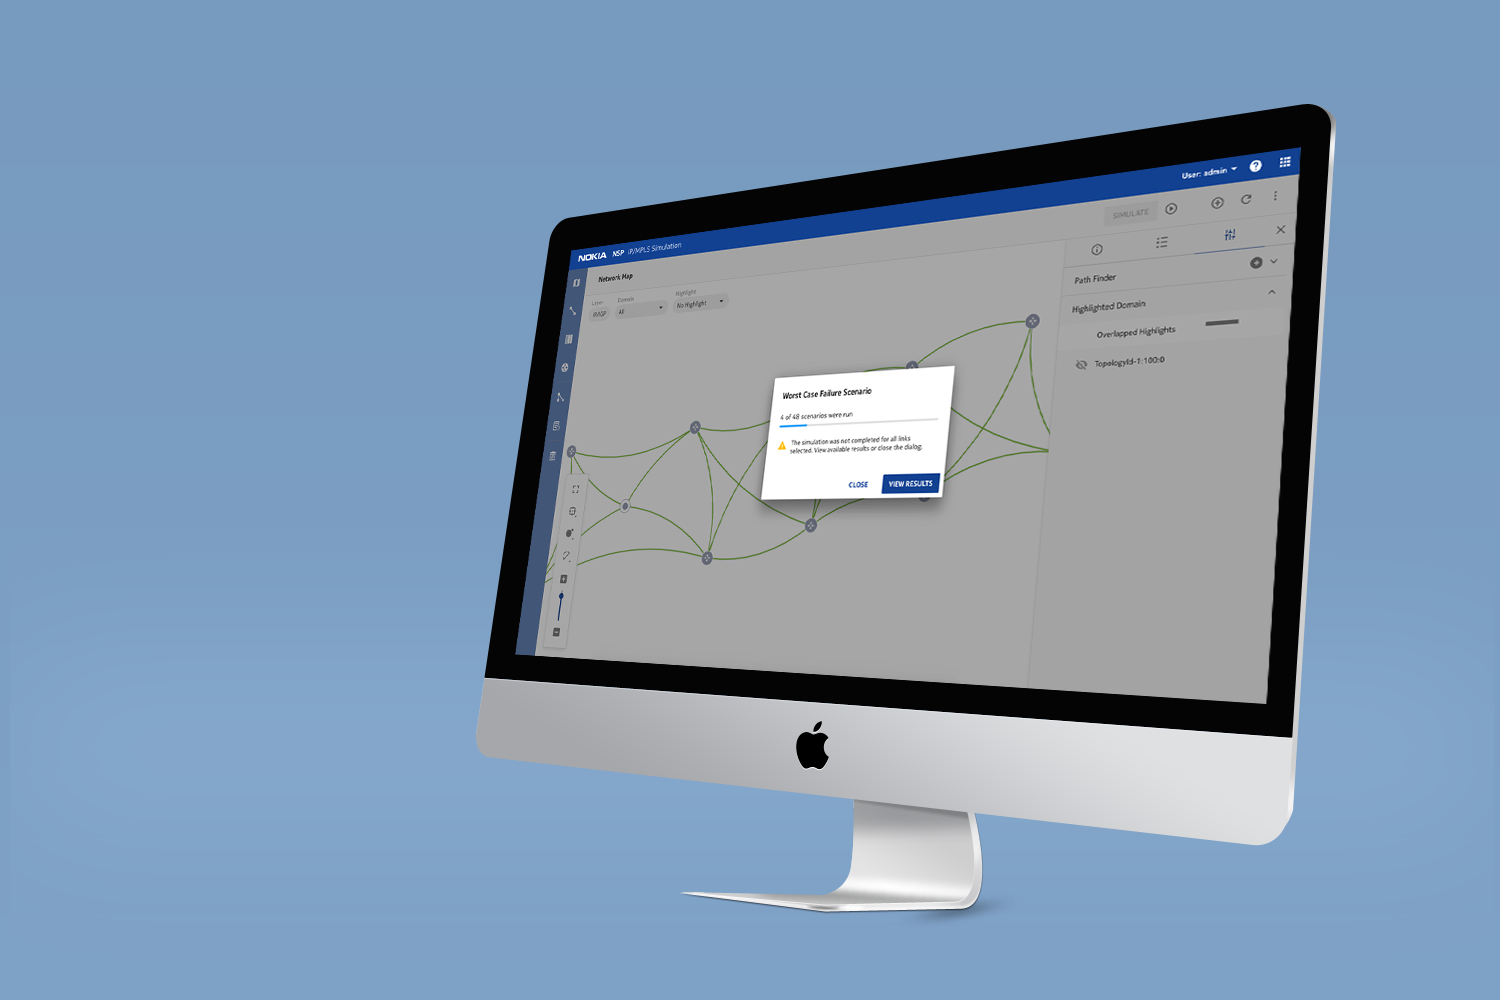 NOKIA NSP IP/MPLS Simulation
User: admin
Network Map
SIMULATE
Layer
IP/IGP
Domain
All
Highlight
No Highlight
Path Finder
Highlighted Domain
Overlapped Highlights
TopologyId-1:100:0
Worst Case Failure Scenario
4 of 48 scenarios were run
The simulation was not completed for all links
selected. View available results or close the dialog.
CLOSE
VIEW RESULTS